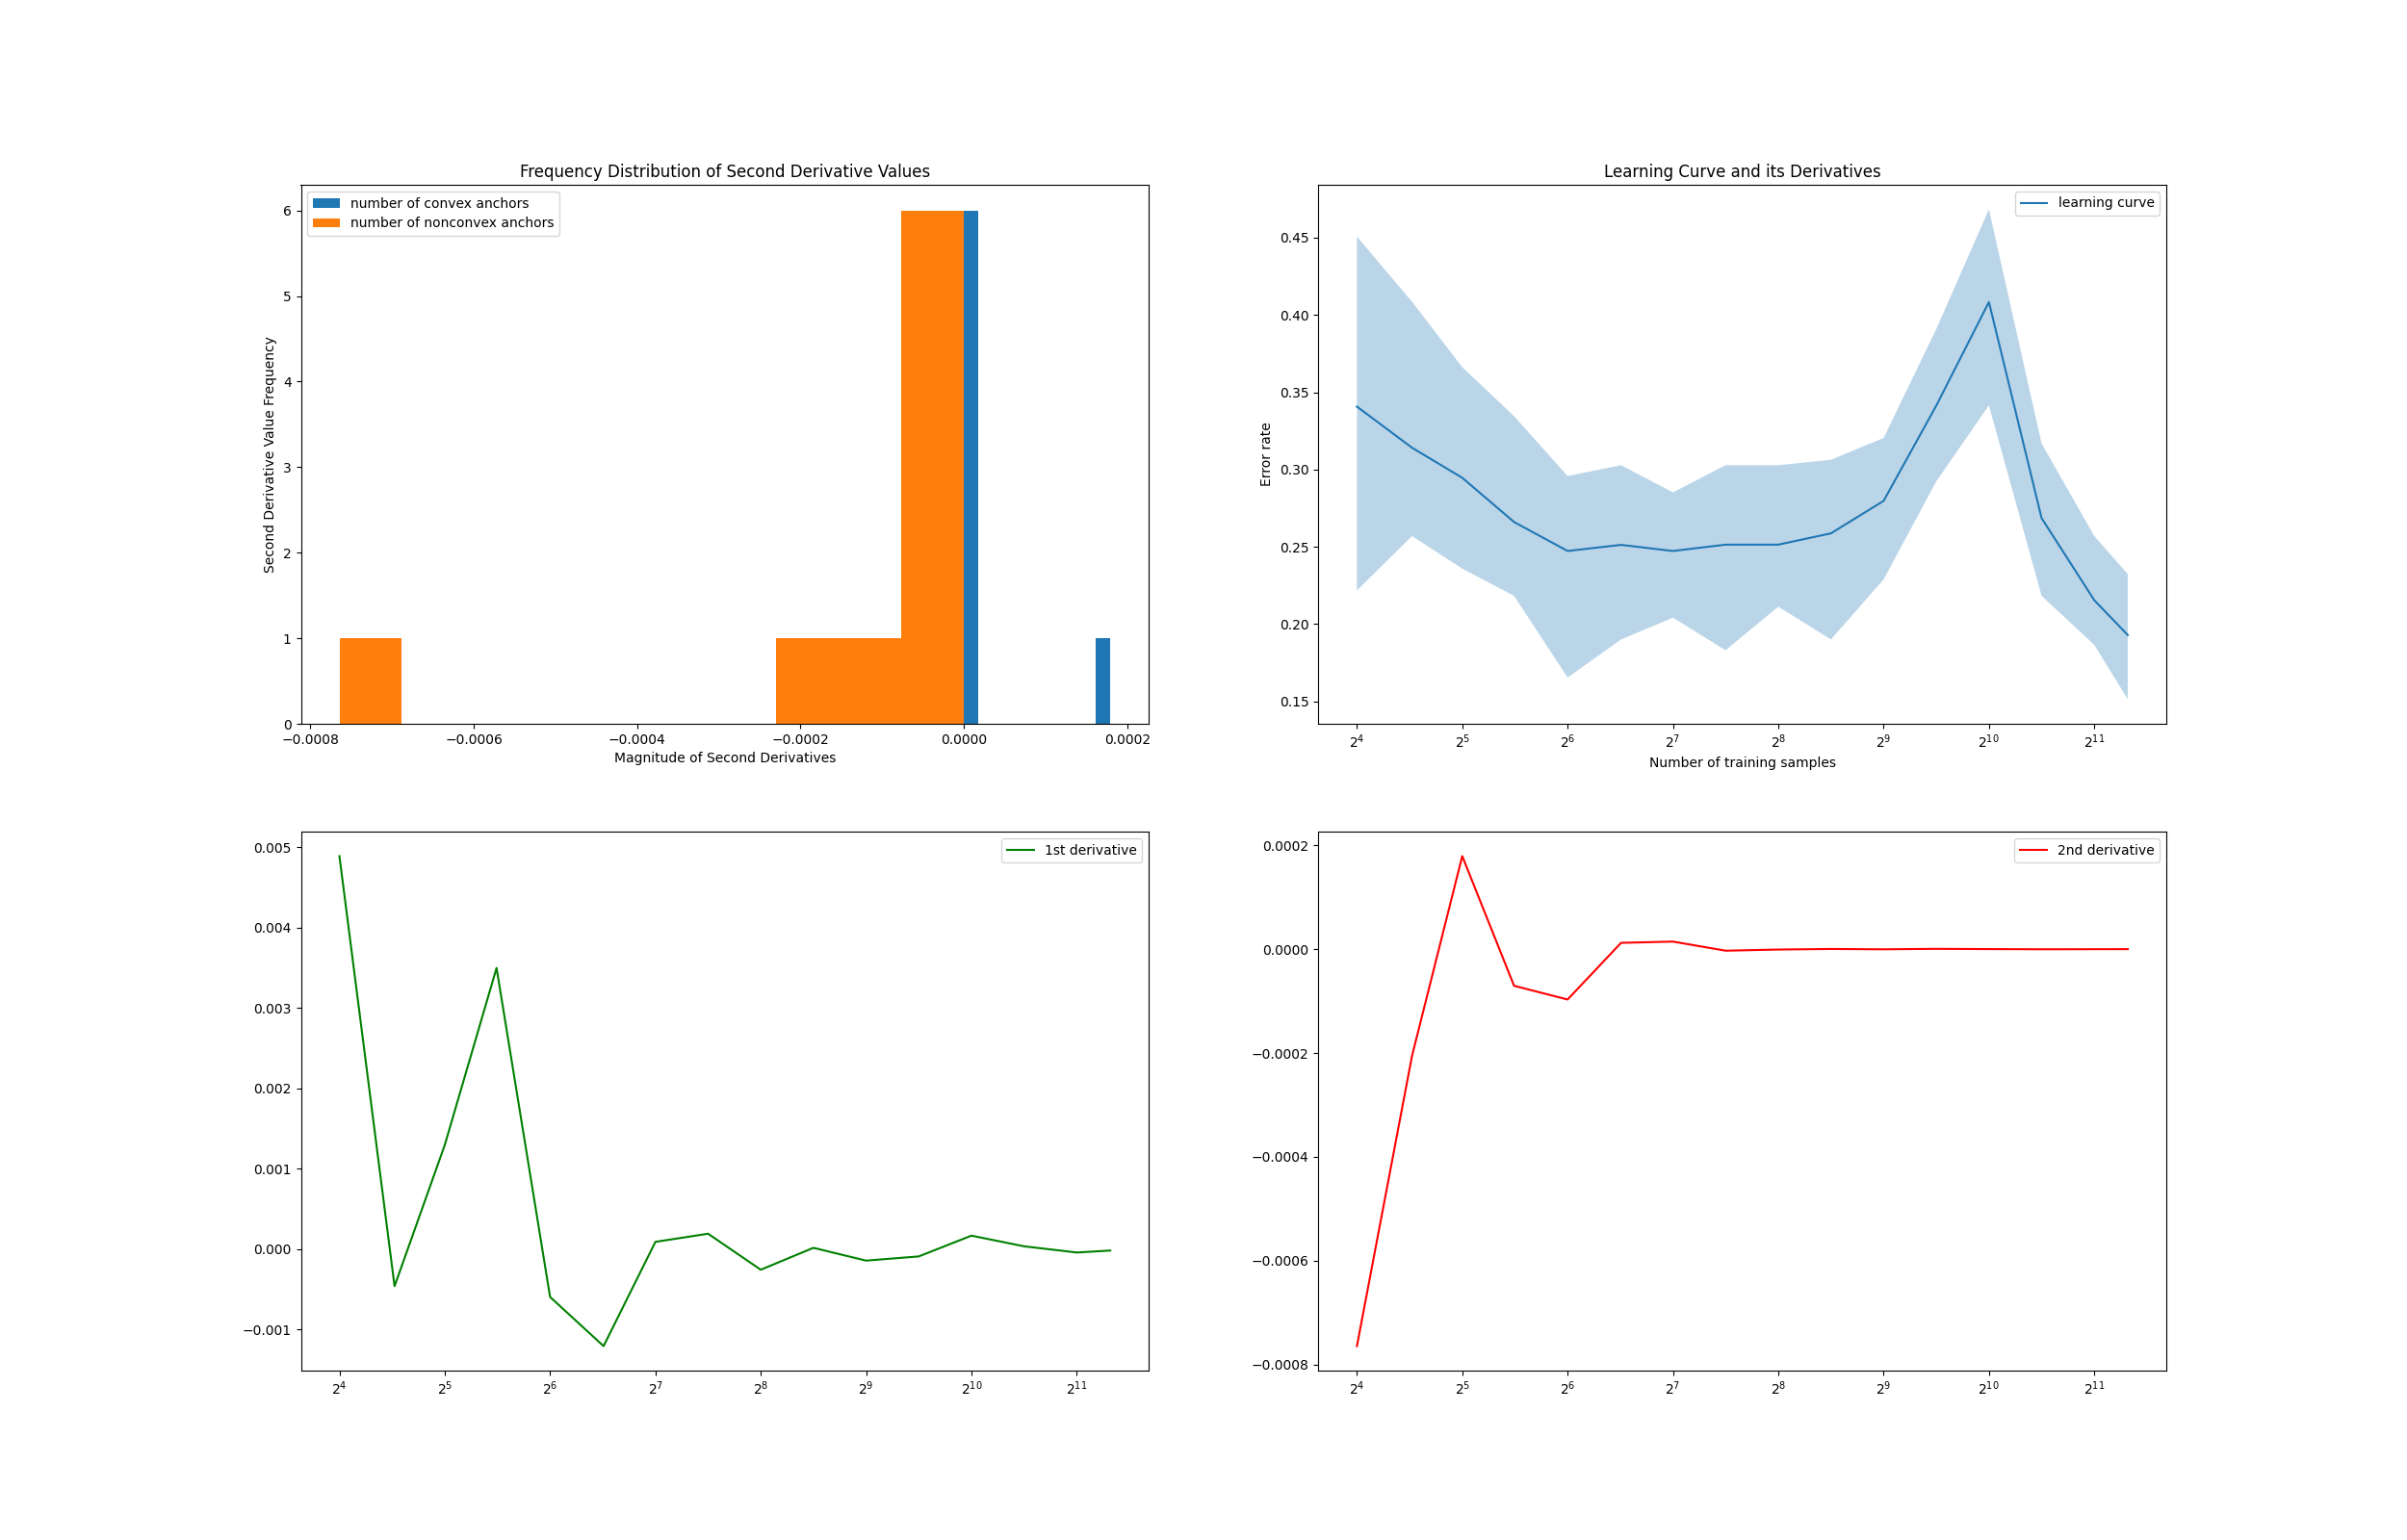 Frequency Distribution of Second Derivative Values
number of convex anchors
number of nonconvex anchors
6
5
4
3
2
1
0
Second Derivative Value Frequency
−0.0008 −0.0006 −0.0004 −0.0002 0.0000 0.0002
Magnitude of Second Derivatives
Learning Curve and its Derivatives
learning curve
0.45
0.40
0.35
0.30
0.25
0.20
0.15
Error rate
2⁴ 2⁵ 2⁶ 2⁷ 2⁸ 2⁹ 2¹⁰ 2¹¹
Number of training samples
1st derivative
0.005
0.004
0.003
0.002
0.001
0.000
−0.001
2⁴ 2⁵ 2⁶ 2⁷ 2⁸ 2⁹ 2¹⁰ 2¹¹
2nd derivative
0.0002
0.0000
−0.0002
−0.0004
−0.0006
−0.0008
2⁴ 2⁵ 2⁶ 2⁷ 2⁸ 2⁹ 2¹⁰ 2¹¹